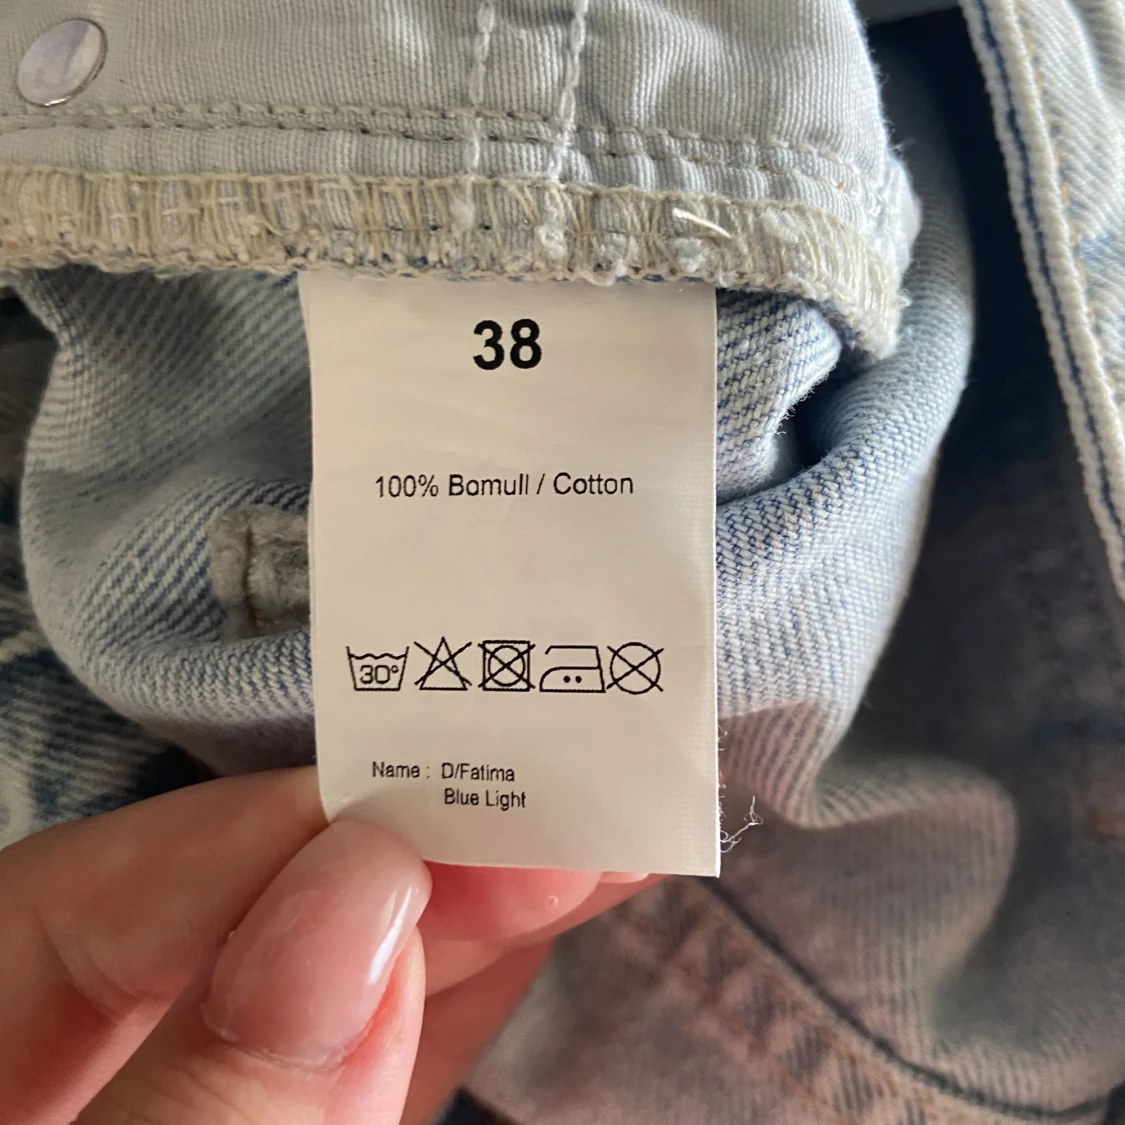 38
100% Bomull / Cotton
30°
Name : D/Fatima
Blue Light